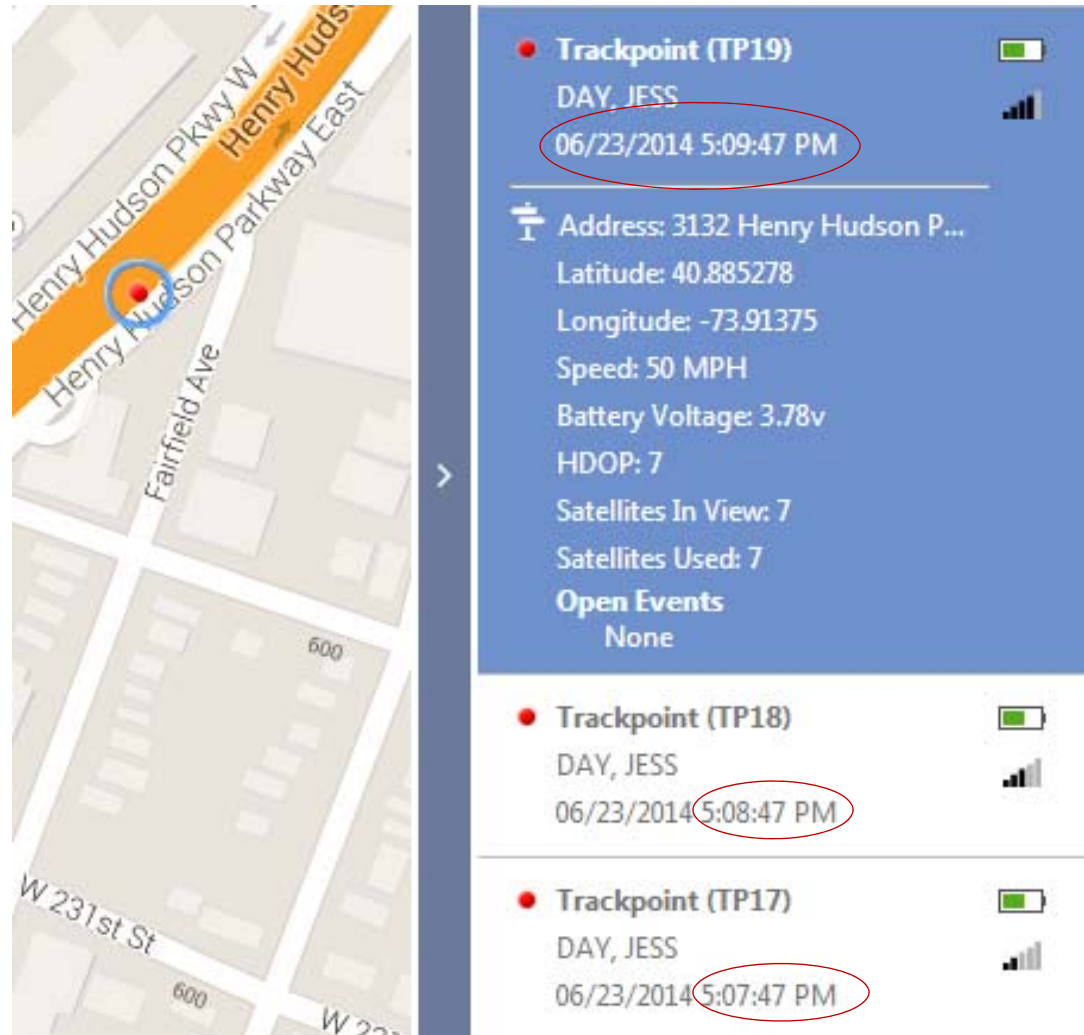 Henry Hudson Pkwy W
Henry Huds
Henry Hudson Parkway East
Fairfield Ave
600
W 231st St
600
Trackpoint (TP19)
DAY, JESS
06/23/2014 5:09:47 PM
Address: 3132 Henry Hudson P...
Latitude: 40.885278
Longitude: -73.91375
Speed: 50 MPH
Battery Voltage: 3.78v
HDOP: 7
Satellites In View: 7
Satellites Used: 7
Open Events
None
Trackpoint (TP18)
DAY, JESS
06/23/2014 5:08:47 PM
Trackpoint (TP17)
DAY, JESS
06/23/2014 5:07:47 PM